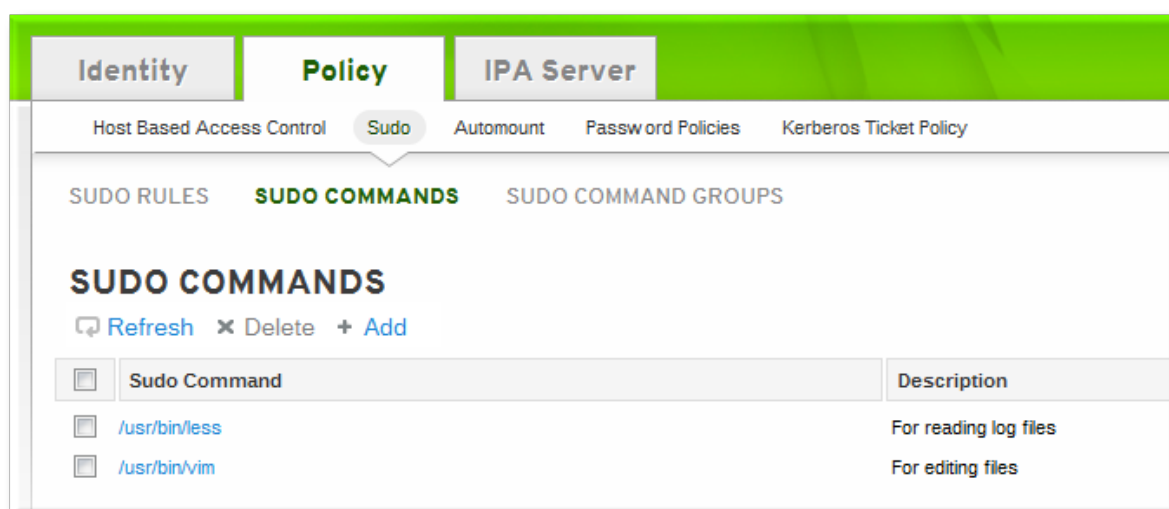 Identity Policy IPA Server
Host Based Access Control Sudo Automount Password Policies Kerberos Ticket Policy
SUDO RULES SUDO COMMANDS SUDO COMMAND GROUPS
SUDO COMMANDS
Refresh Delete + Add
Sudo Command Description
/usr/bin/less For reading log files
/usr/bin/vim For editing files